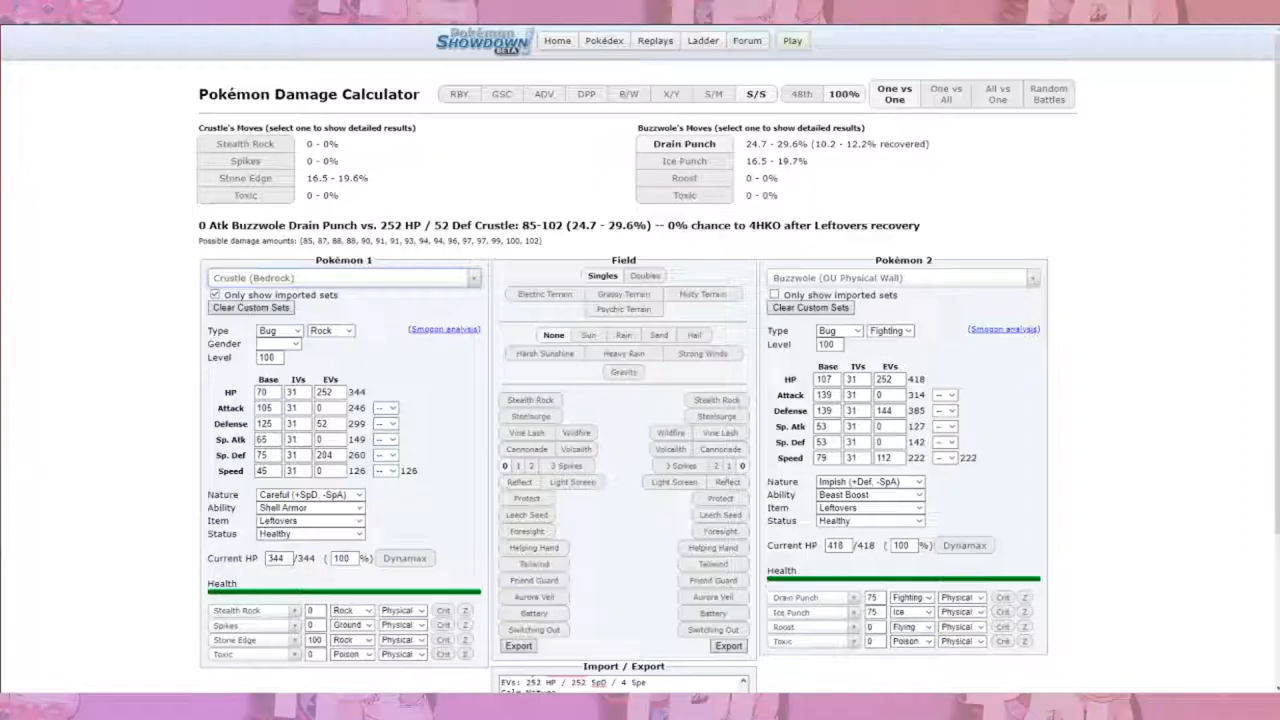 Pokémon
SHOWDOWN
BETA
Home Pokédex Replays Ladder Forum Play
Pokémon Damage Calculator
RBY GSC ADV DPP B/W X/Y S/M S/S
48th 100%
One vs One
One vs All
All vs One
Random Battles
Crustle's Moves (select one to show detailed results)
Stealth Rock 0 - 0%
Spikes 0 - 0%
Stone Edge 16.5 - 19.6%
Toxic 0 - 0%
Buzzwole's Moves (select one to show detailed results)
Drain Punch 24.7 - 29.6% (10.2 - 12.2% recovered)
Ice Punch 16.5 - 19.7%
Roost 0 - 0%
Toxic 0 - 0%
0 Atk Buzzwole Drain Punch vs. 252 HP / 52 Def Crustle: 85-102 (24.7 - 29.6%) -- 0% chance to 4HKO after Leftovers recovery
Possible damage amounts: (85, 87, 88, 88, 90, 91, 91, 93, 94, 94, 96, 97, 97, 99, 100, 102)
Pokémon 1
Crustle (Bedrock)
Only show imported sets
Clear Custom Sets
Type Bug Rock (Smogon analysis)
Gender
Level 100
Base IVs EVs
HP 70 31 252 344
Attack 105 31 0 246 --
Defense 125 31 52 299 --
Sp. Atk 65 31 0 149 --
Sp. Def 75 31 204 260 --
Speed 45 31 0 126 -- 126
Nature Careful (+SpD, -SpA)
Ability Shell Armor
Item Leftovers
Status Healthy
Current HP 344 /344 ( 100 %) Dynamax
Health
Stealth Rock 0 Rock Physical Crit Z
Spikes 0 Ground Physical Crit Z
Stone Edge 100 Rock Physical Crit Z
Toxic 0 Poison Physical Crit Z
Field
Singles Doubles
Electric Terrain Grassy Terrain Misty Terrain
Psychic Terrain
None Sun Rain Sand Hail
Harsh Sunshine Heavy Rain Strong Winds
Gravity
Stealth Rock Stealth Rock
Steelsurge Steelsurge
Vine Lash Wildfire Wildfire Vine Lash
Cannonade Volcalith Volcalith Cannonade
0 1 2 3 Spikes 3 Spikes 2 1 0
Reflect Light Screen Light Screen Reflect
Protect Protect
Leech Seed Leech Seed
Foresight Foresight
Helping Hand Helping Hand
Tailwind Tailwind
Friend Guard Friend Guard
Aurora Veil Aurora Veil
Battery Battery
Switching Out Switching Out
Export Export
Pokémon 2
Buzzwole (OU Physical Wall)
Only show imported sets
Clear Custom Sets
Type Bug Fighting (Smogon analysis)
Level 100
Base IVs EVs
HP 107 31 252 418
Attack 139 31 0 314 --
Defense 139 31 144 385 --
Sp. Atk 53 31 0 127 --
Sp. Def 53 31 0 142 --
Speed 79 31 112 222 -- 222
Nature Impish (+Def, -SpA)
Ability Beast Boost
Item Leftovers
Status Healthy
Current HP 418 /418 ( 100 %) Dynamax
Health
Drain Punch 75 Fighting Physical Crit Z
Ice Punch 75 Ice Physical Crit Z
Roost 0 Flying Physical Crit Z
Toxic 0 Poison Physical Crit Z
Import / Export
EVs: 252 HP / 252 SpD / 4 Spe